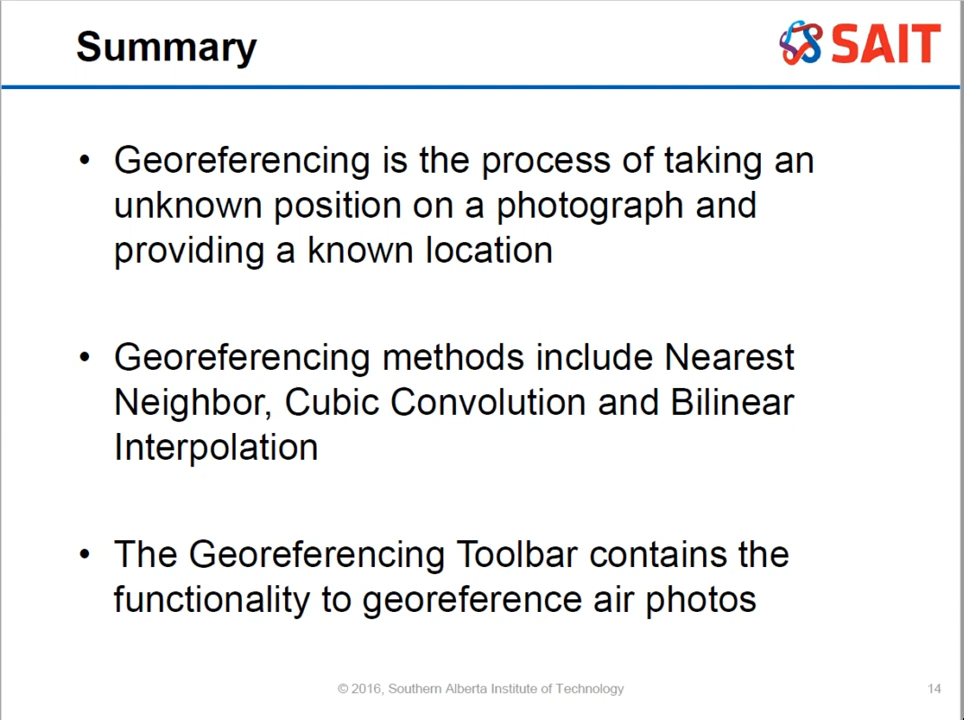 Summary
SAIT
• Georeferencing is the process of taking an
unknown position on a photograph and
providing a known location
• Georeferencing methods include Nearest
Neighbor, Cubic Convolution and Bilinear
Interpolation
• The Georeferencing Toolbar contains the
functionality to georeference air photos
© 2016, Southern Alberta Institute of Technology
14